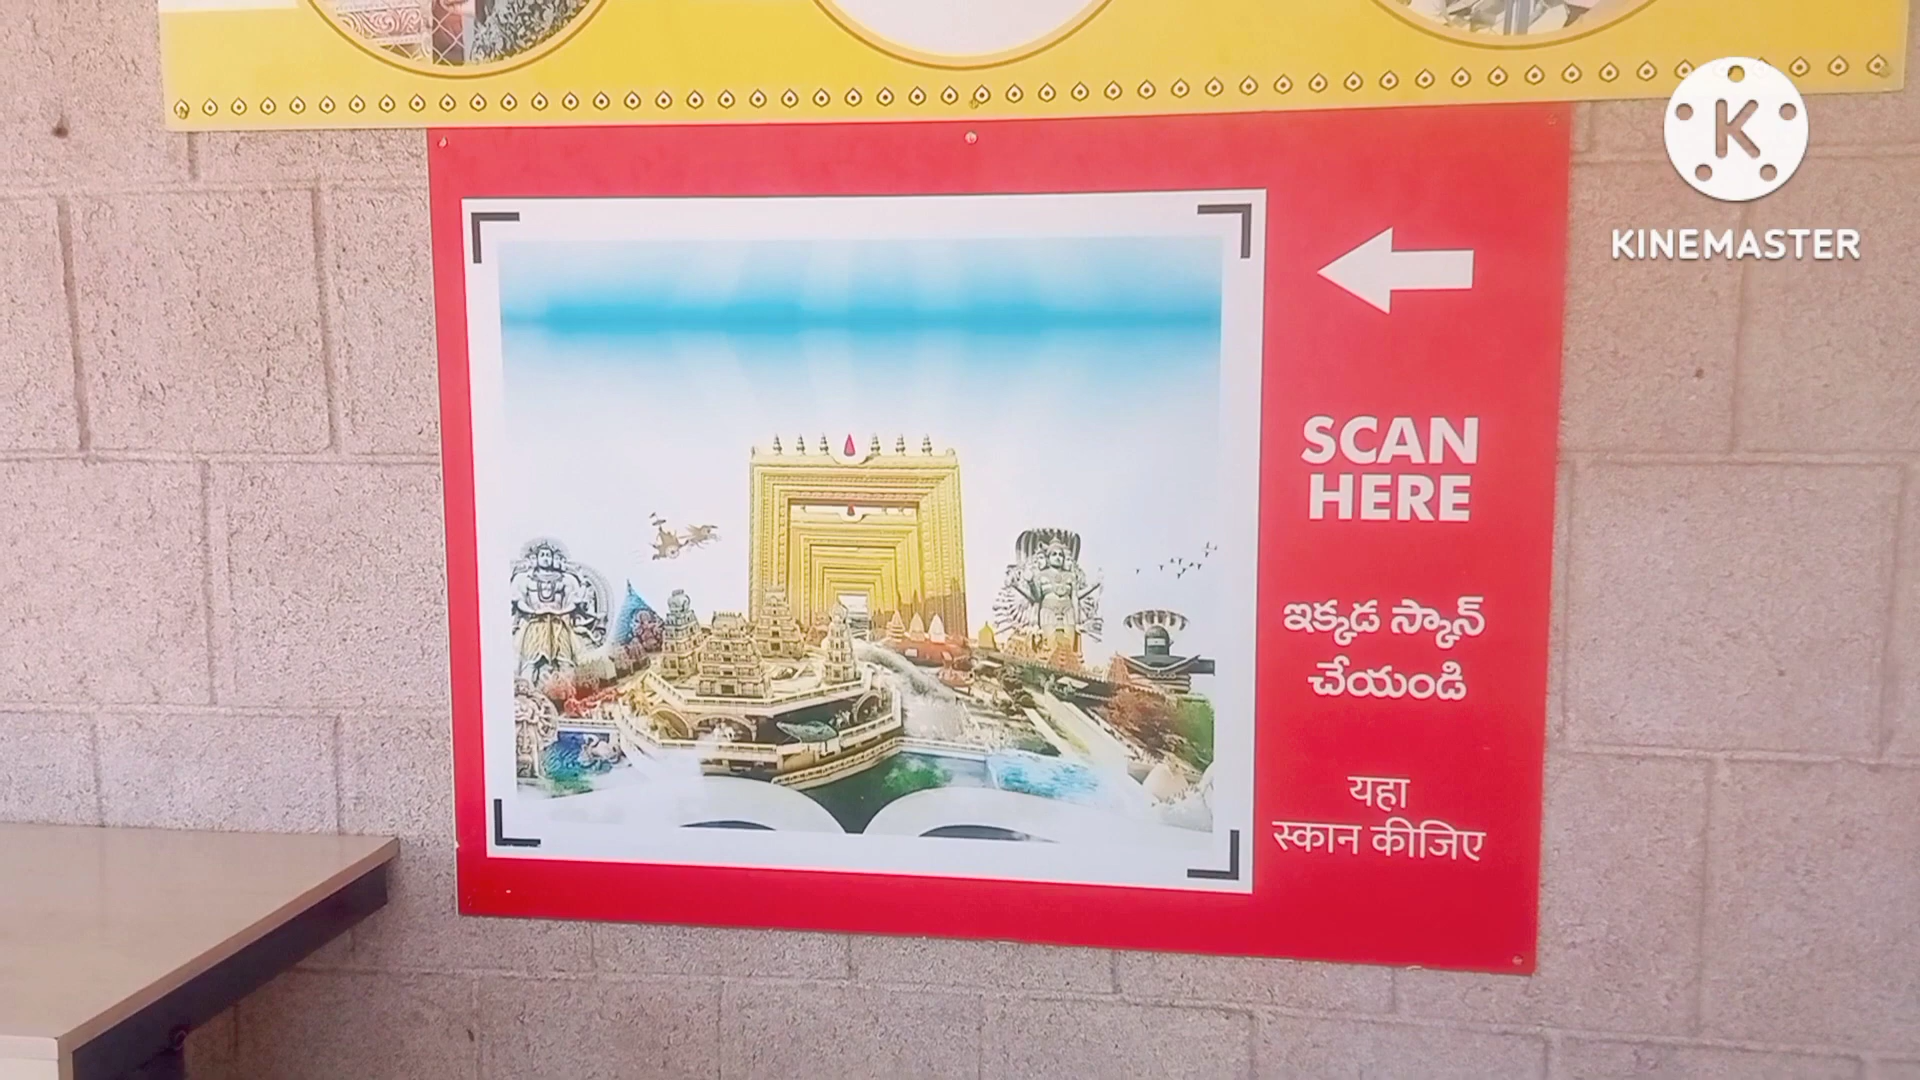 K
KINEMASTER
SCAN
HERE
ఇక్కడ స్కాన్
చేయండి
यहा
स्कान कीजिए